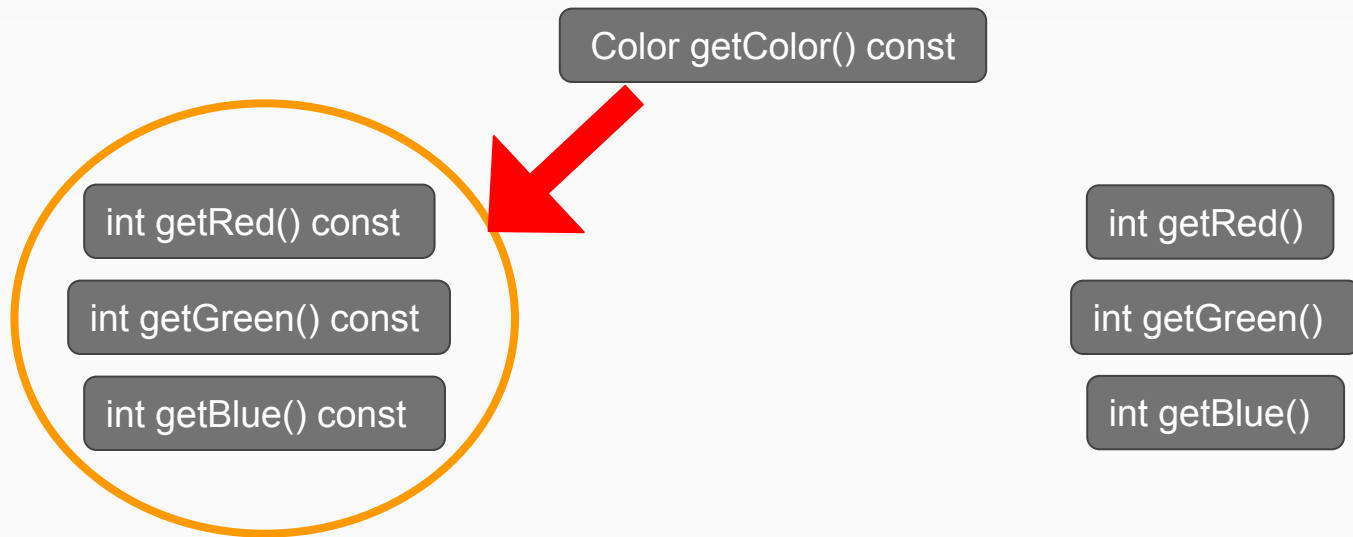 Color getColor() const
int getRed() const
int getGreen() const
int getBlue() const
int getRed()
int getGreen()
int getBlue()